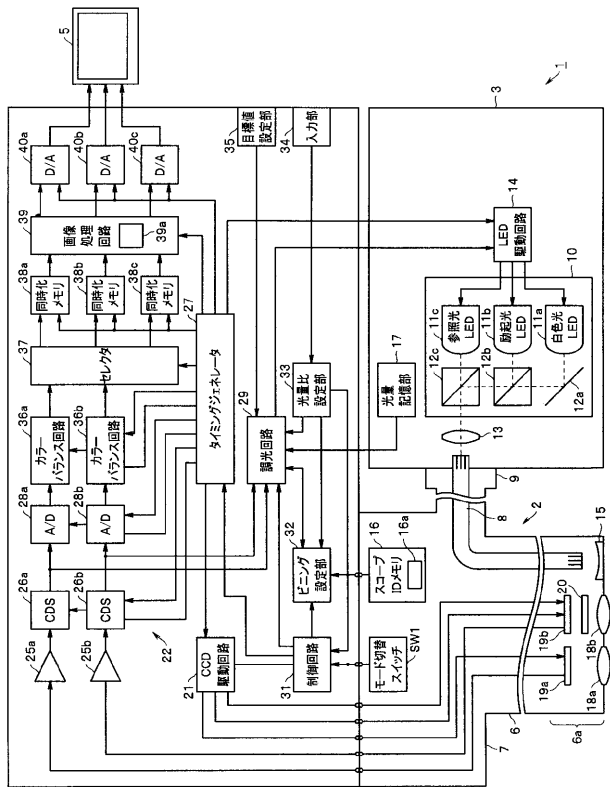 5
40a
D/A
40b
D/A
40c
D/A
39
画像
処理
回路
39a
38a
同時化
メモリ
38b
同時化
メモリ
38c
同時化
メモリ
37
セレクタ
36a
カラー
バランス回路
36b
カラー
バランス回路
28a
A/D
28b
A/D
26a
CDS
26b
CDS
25a
25b
22
27
タイミングジェネレータ
35
目標値
設定部
34
入力部
33
光量比
設定部
29
調光回路
32
ビニング
設定部
21
CCD
駆動回路
31
制御回路
16
スコープ
IDメモリ
16a
モード切替
スイッチ
SW1
1
3
14
LED
駆動回路
10
11c
参照光
LED
11b
励起光
LED
11a
白色光
LED
12c
12b
12a
13
17
光量
記憶部
9
8
2
15
20
19b
18b
19a
18a
7
6
6a